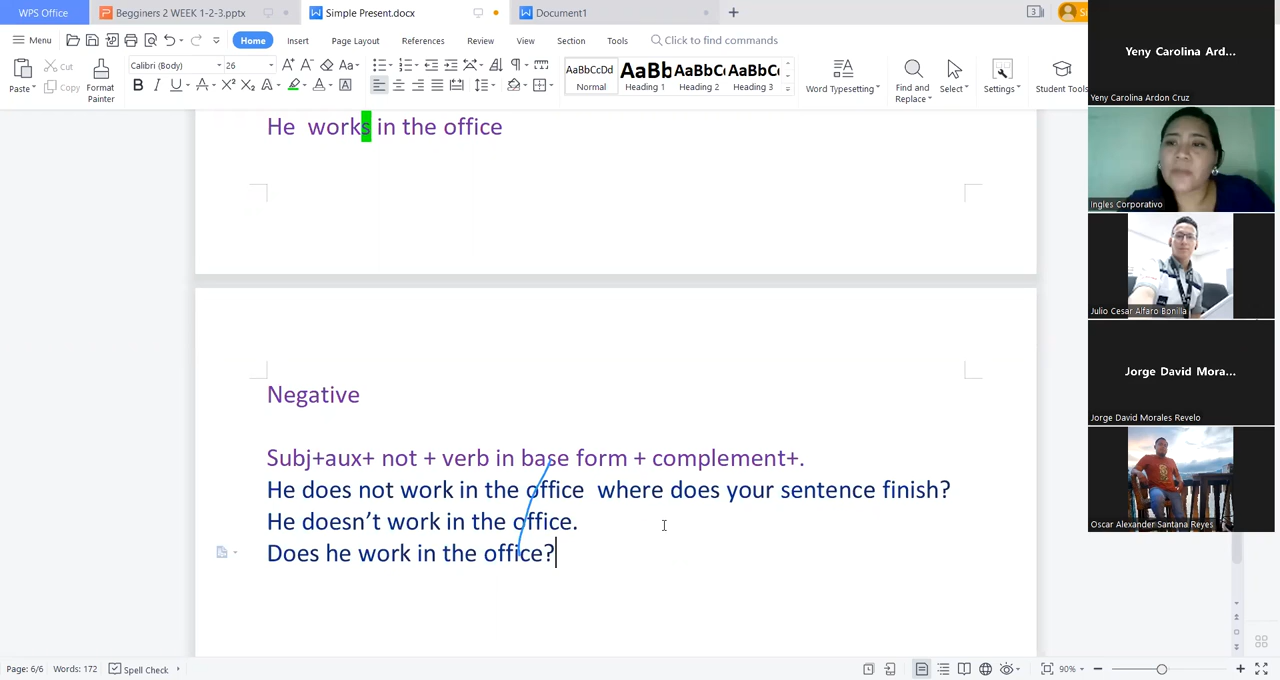 WPS Office Begginers 2 WEEK 1-2-3.pptx Simple Present.docx Document1 + 3
Menu Home Insert Page Layout References Review View Section Tools Click to find commands
Paste Cut Copy Format Painter Calibri (Body) 26 AaBbCcDd Normal Heading 1 Heading 2 Heading 3 Word Typesetting Find and Replace Select Settings Student Tools
He works in the office
Negative
Subj+aux+ not + verb in base form + complement+.
He does not work in the office where does your sentence finish?
He doesn’t work in the office.
Does he work in the office?
Yeny Carolina Ard...
Yeny Carolina Ardon Cruz
Ingles Corporativo
Julio Cesar Alfaro Bonilla
Jorge David Mora...
Jorge David Morales Revelo
Oscar Alexander Santana Reyes
Page: 6/6 Words: 172 Spell Check 90%